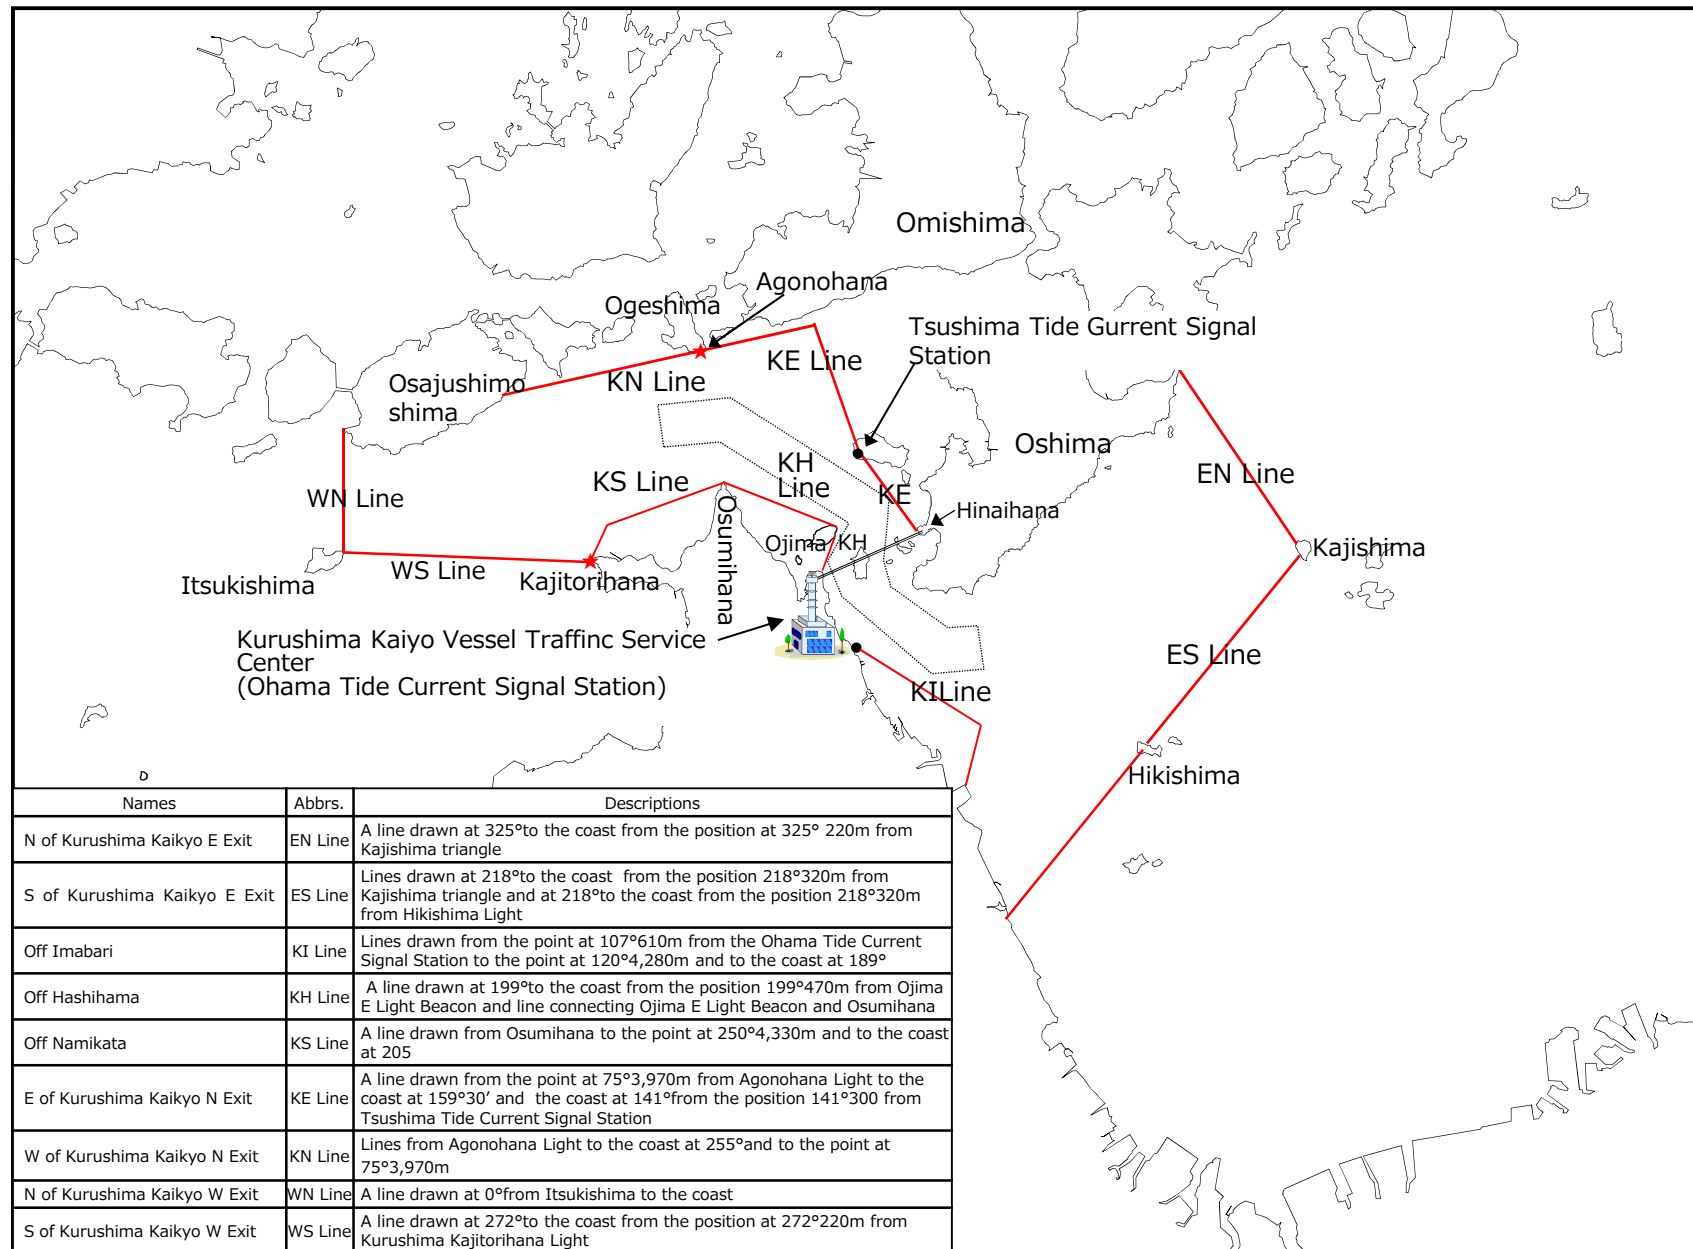 Omishima
Agonohana
Ogeshima
Tsushima Tide Gurrent Signal
Station
KE Line
KN Line
Osajushimo
shima
Oshima
KH
Line
KS Line
EN Line
WN Line
KE
Hinaihana
Osumihana
Ojima
KH
Kajishima
WS Line
Kajitorihana
Itsukishima
Kurushima Kaiyo Vessel Traffinc Service
Center
(Ohama Tide Current Signal Station)
ES Line
KILine
Hikishima
Names Abbrs. Descriptions
N of Kurushima Kaikyo E Exit EN Line A line drawn at 325°to the coast from the position at 325° 220m from
Kajishima triangle
S of Kurushima Kaikyo E Exit ES Line Lines drawn at 218°to the coast from the position 218°320m from
Kajishima triangle and at 218°to the coast from the position 218°320m
from Hikishima Light
Off Imabari KI Line Lines drawn from the point at 107°610m from the Ohama Tide Current
Signal Station to the point at 120°4,280m and to the coast at 189°
Off Hashihama KH Line A line drawn at 199°to the coast from the position 199°470m from Ojima
E Light Beacon and line connecting Ojima E Light Beacon and Osumihana
Off Namikata KS Line A line drawn from Osumihana to the point at 250°4,330m and to the coast
at 205
E of Kurushima Kaikyo N Exit KE Line A line drawn from the point at 75°3,970m from Agonohana Light to the
coast at 159°30′ and the coast at 141°from the position 141°300 from
Tsushima Tide Current Signal Station
W of Kurushima Kaikyo N Exit KN Line Lines from Agonohana Light to the coast at 255°and to the point at
75°3,970m
N of Kurushima Kaikyo W Exit WN Line A line drawn at 0°from Itsukishima to the coast
S of Kurushima Kaikyo W Exit WS Line A line drawn at 272°to the coast from the position at 272°220m from
Kurushima Kajitorihana Light